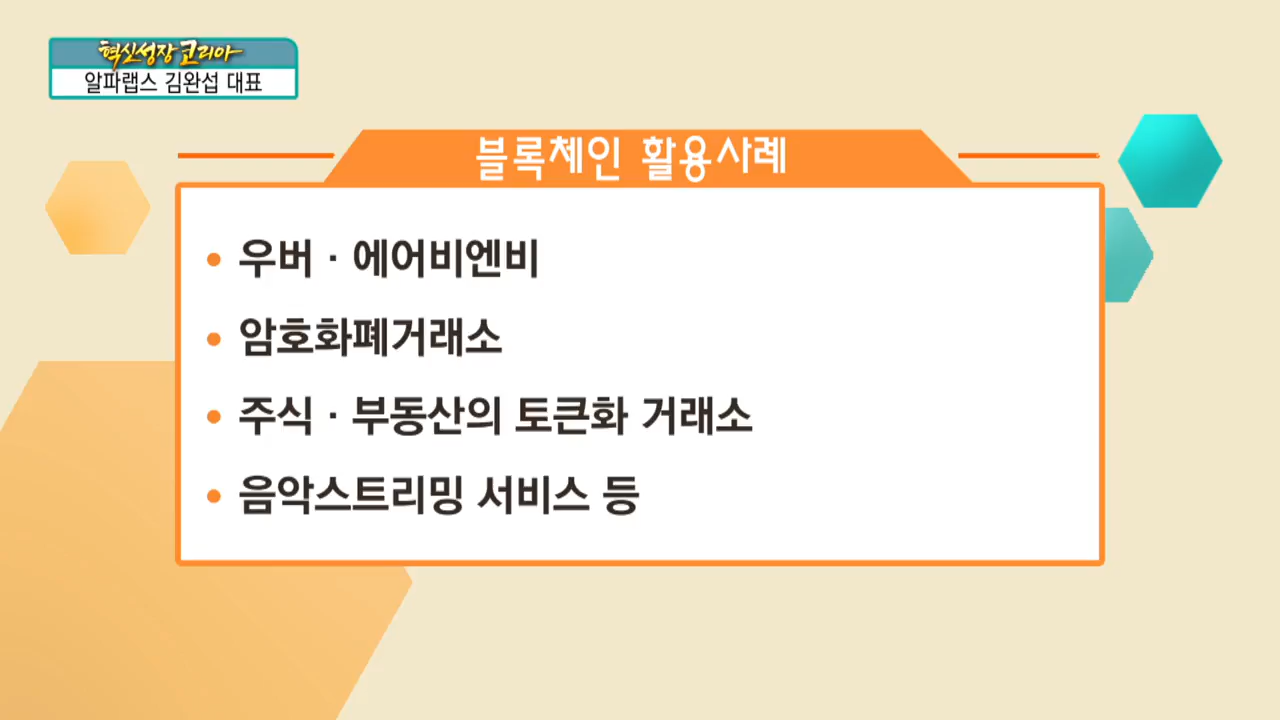 혁신성장 코리아
알파랩스 김완섭 대표
블록체인 활용사례
• 우버 · 에어비엔비
• 암호화폐거래소
• 주식 · 부동산의 토큰화 거래소
• 음악스트리밍 서비스 등